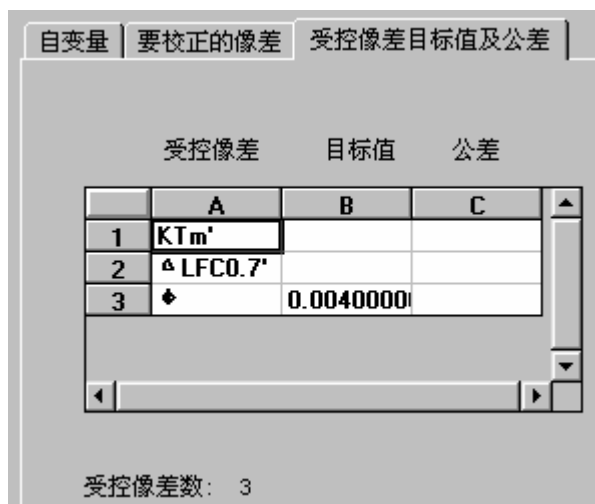 自变量 要校正的像差 受控像差目标值及公差
受控像差 目标值 公差
A B C
1 KTm'
2 ΔLFC0.7'
3 Φ 0.0040000
受控像差数: 3